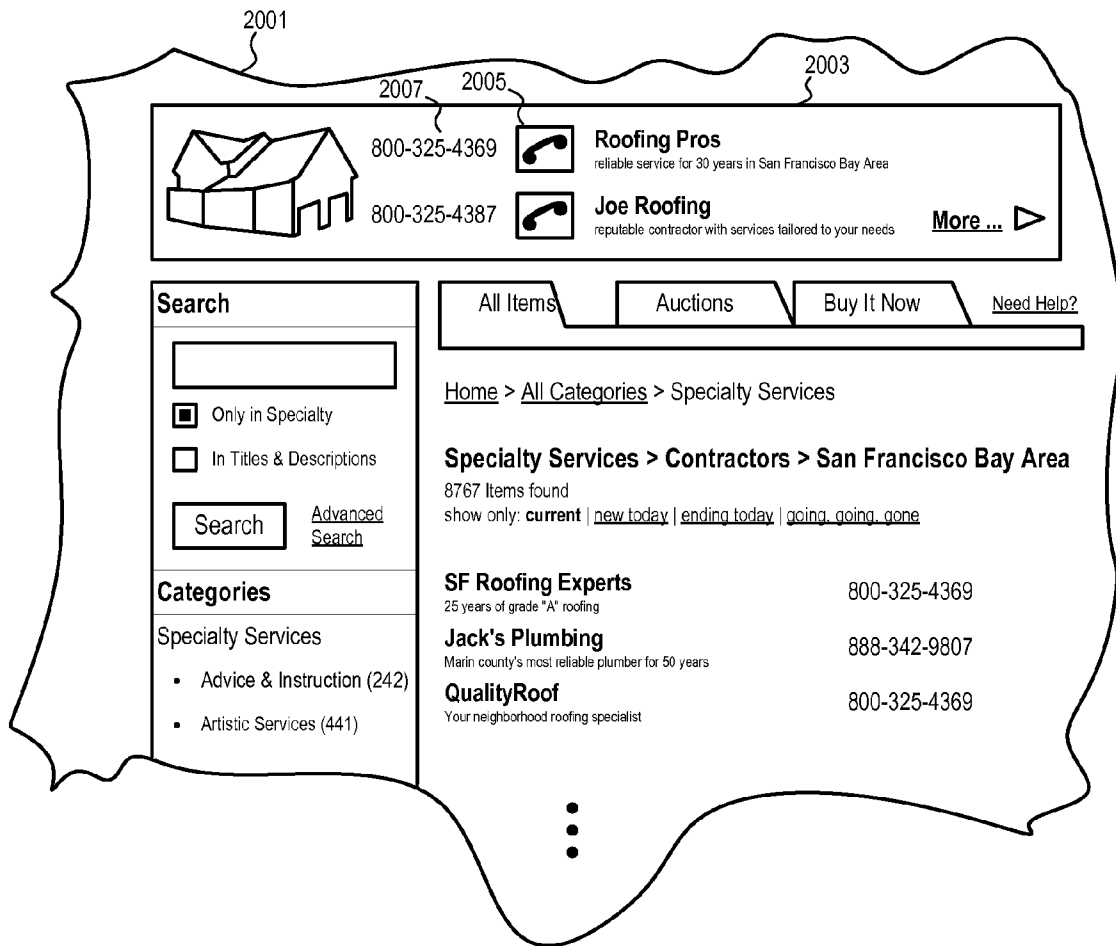 2001
2003
2007
2005
800-325-4369
Roofing Pros
reliable service for 30 years in San Francisco Bay Area
800-325-4387
Joe Roofing
reputable contractor with services tailored to your needs
More ...
Search
Only in Specialty
In Titles & Descriptions
Search
Advanced
Search
Categories
Specialty Services
• Advice & Instruction (242)
• Artistic Services (441)
All Items
Auctions
Buy It Now
Need Help?
Home > All Categories > Specialty Services
Specialty Services > Contractors > San Francisco Bay Area
8767 Items found
show only: current | new today | ending today | going, going, gone
SF Roofing Experts
800-325-4369
25 years of grade "A" roofing
Jack's Plumbing
888-342-9807
Marin county's most reliable plumber for 50 years
QualityRoof
800-325-4369
Your neighborhood roofing specialist